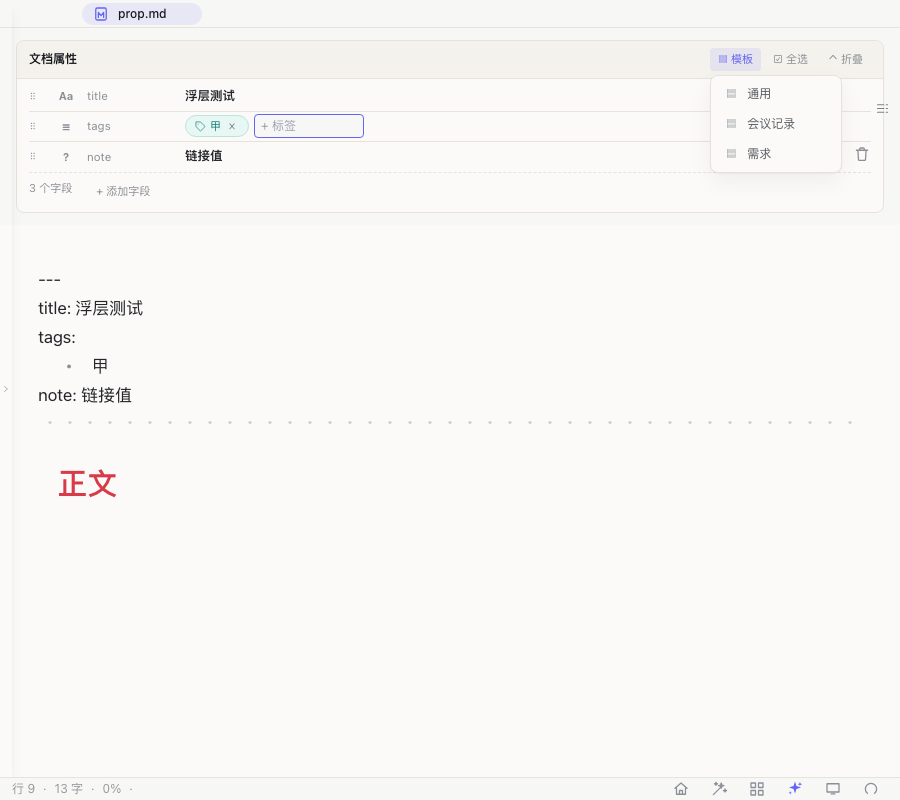 prop.md
文档属性
模板
全选
折叠
通用
会议记录
需求
Aa title 浮层测试
tags 甲 × + 标签
? note 链接值
3 个字段 + 添加字段
---
title: 浮层测试
tags:
• 甲
note: 链接值
正文
行 9 · 13 字 · 0% ·